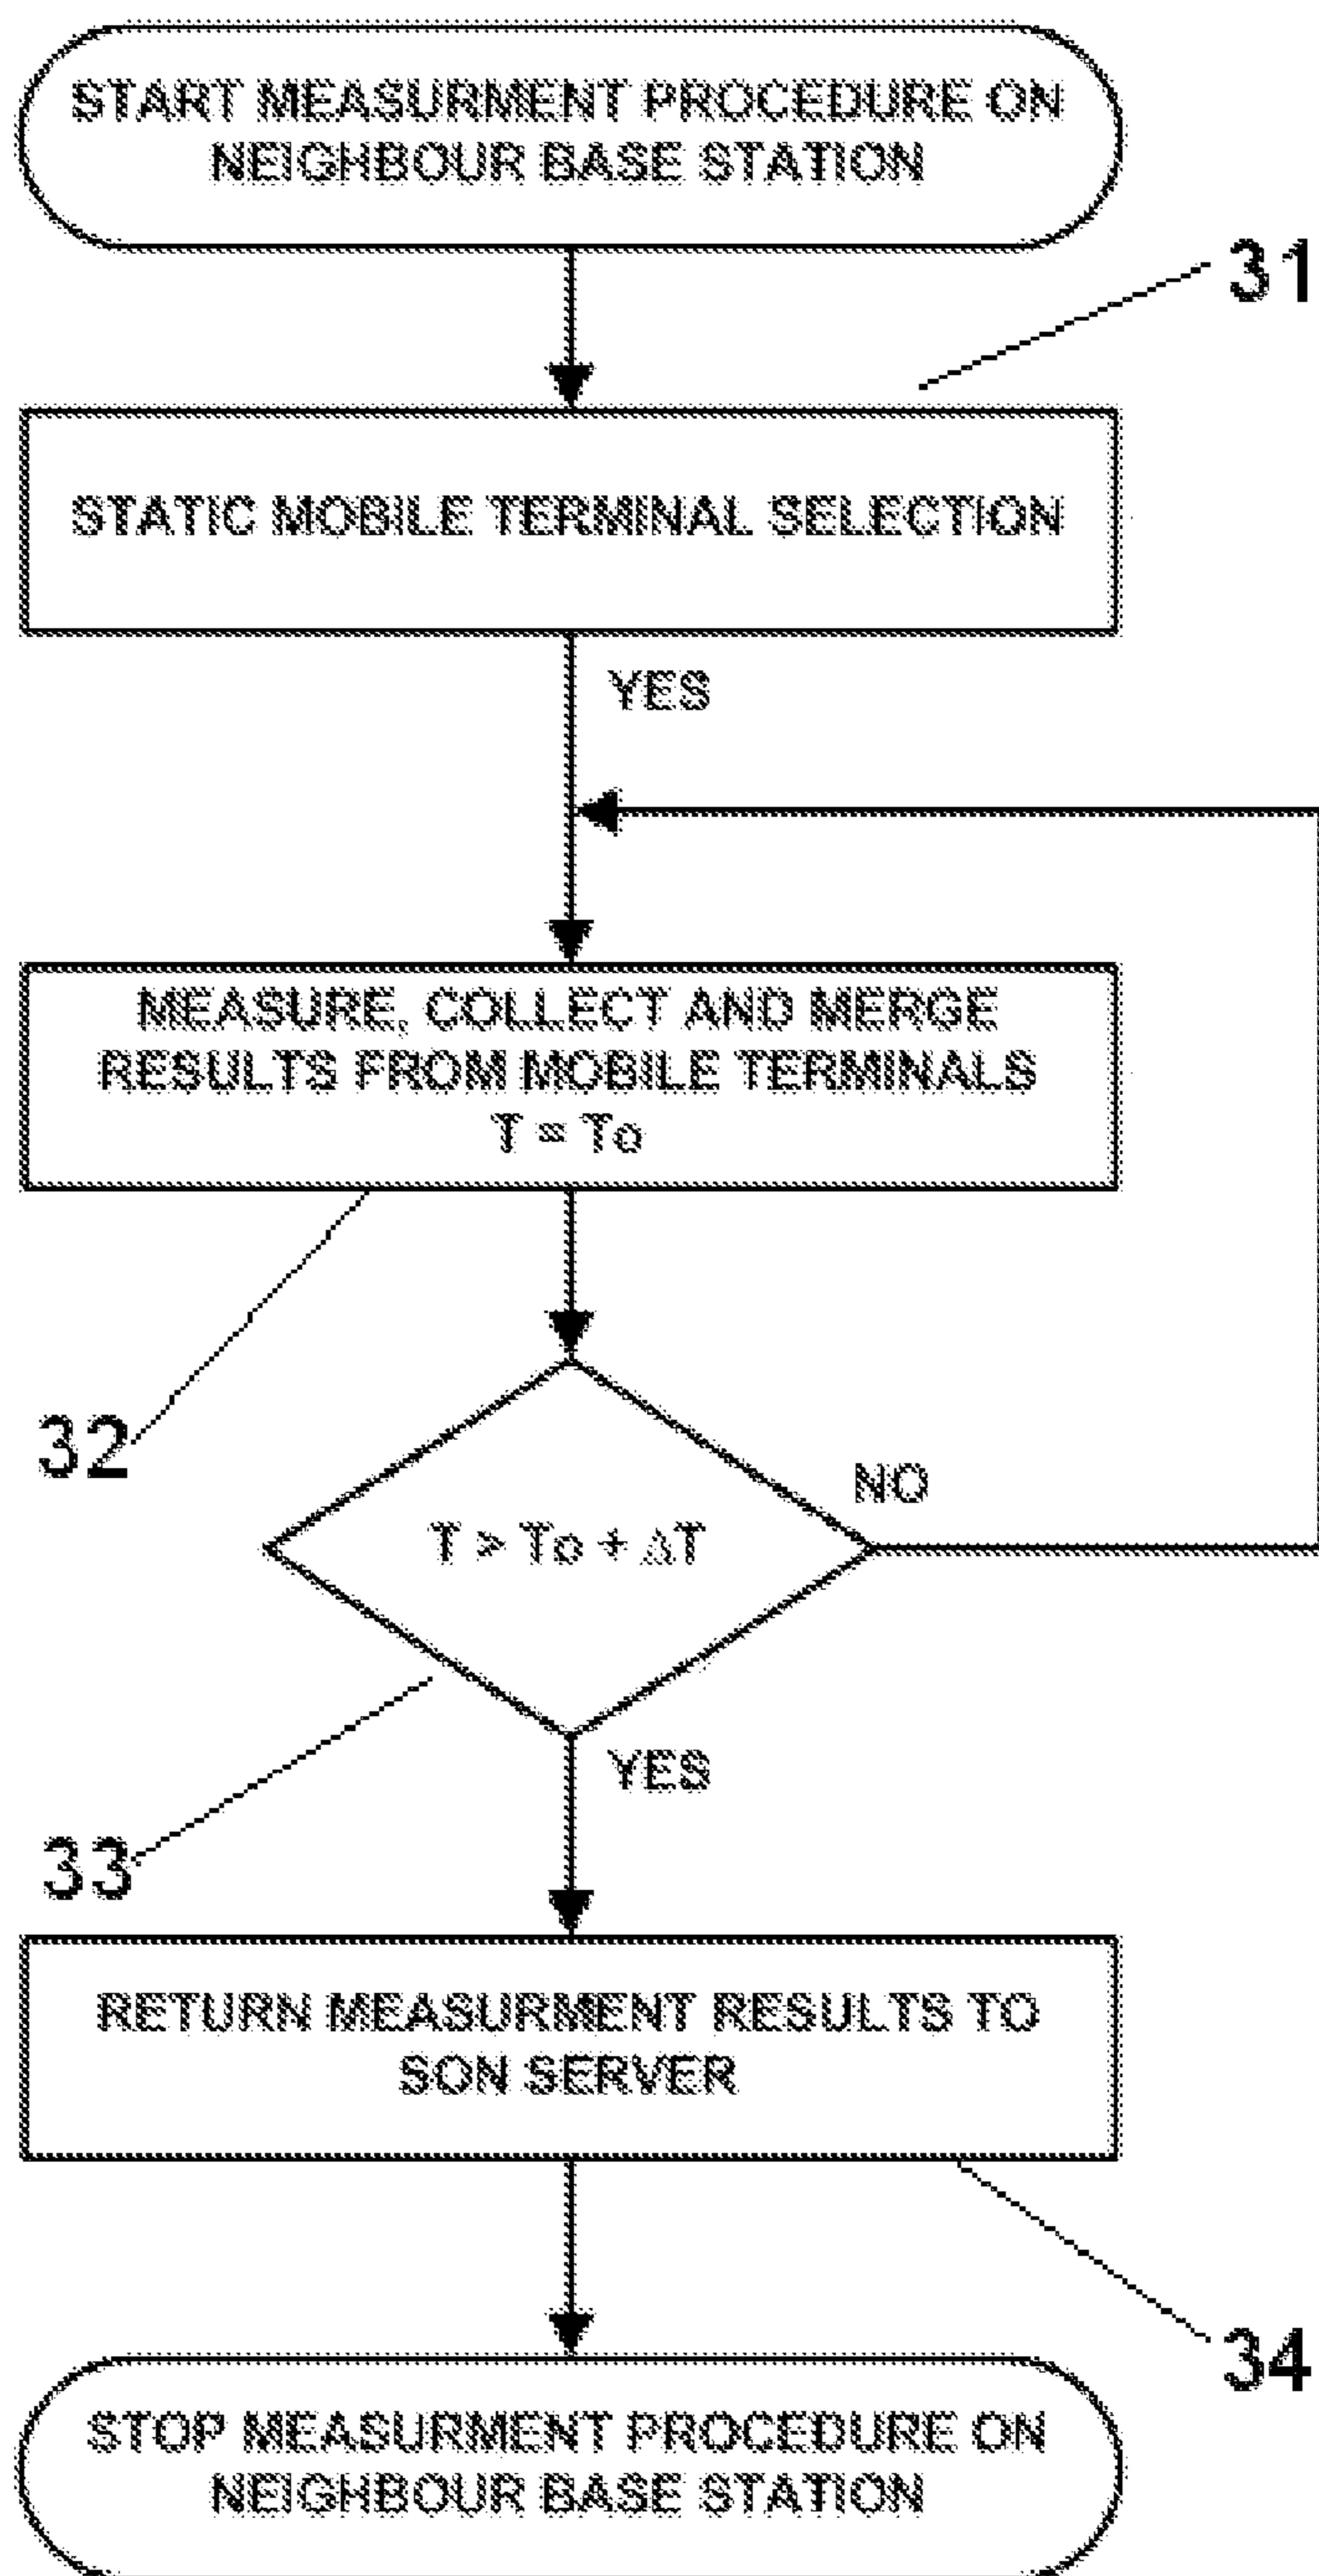 START MEASURMENT PROCEDURE ON
NEIGHBOUR BASE STATION
31
STATIC MOBILE TERMINAL SELECTION
YES
MEASURE, COLLECT AND MERGE
RESULTS FROM MOBILE TERMINALS
T = To
32
NO
T > To + ΔT
YES
33
RETURN MEASURMENT RESULTS TO
SON SERVER
34
STOP MEASURMENT PROCEDURE ON
NEIGHBOUR BASE STATION